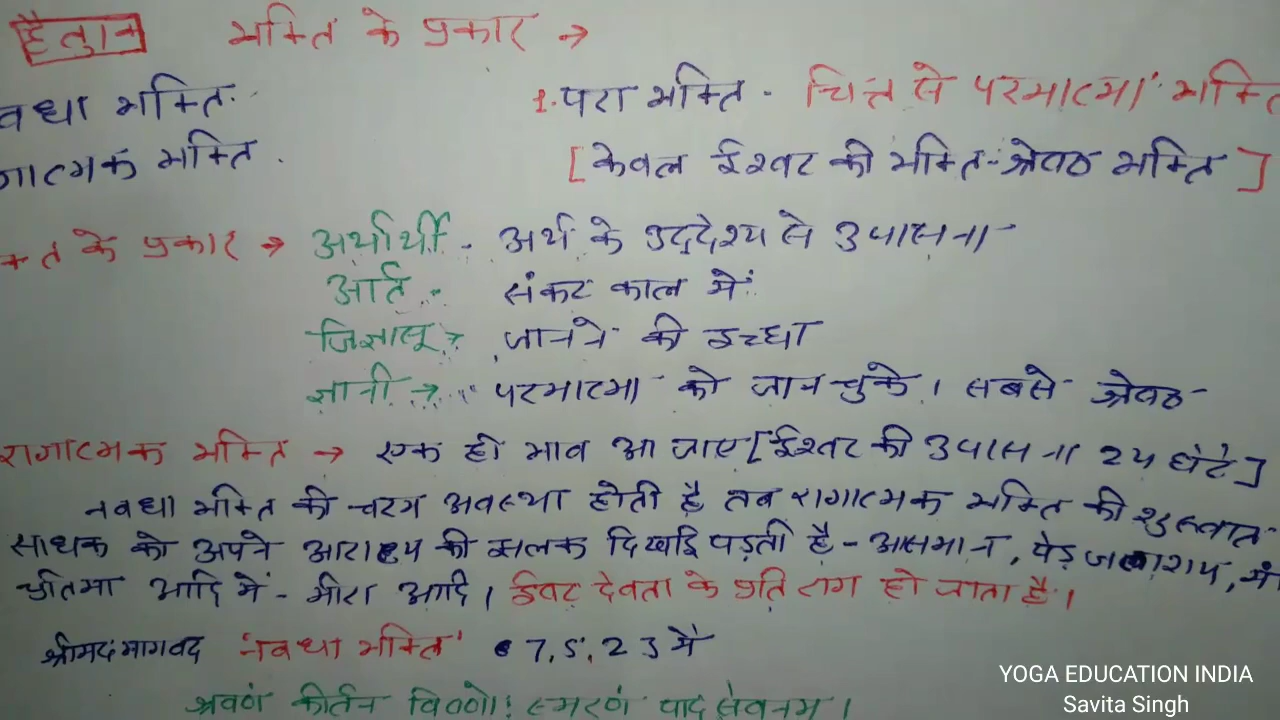 हैतुान भक्ति के प्रकार →
वधा भक्ति
गात्मक भक्ति.
1. परा भक्ति - चित्त से परमात्मा भक्ति
[केवल ईश्वर की भक्ति - श्रेष्ठ भक्ति]
क्त के प्रकार → अर्थार्थी - अर्थ के उद्देश्य से उपासना
आर्त - संकट काल में
जिज्ञासू → जानने की इच्छा
ज्ञानी → परमात्मा को जान चुके। सबसे श्रेष्ठ
रागात्मक भक्ति → एक ही भाव आ जाए [ईश्वर की उपासना 24 घंटे]
नवधा भक्ति की चरम अवस्था होती है तब रागात्मक भक्ति की शुरुवात
साधक को अपने आराध्य की झलक दिखाई पड़ती है - आसमान, पेड़ जलाशय, में
प्रतिमा आदि में - मीरा आदि। ईश्वर देवता के प्रति राग हो जाता है।
श्रीमदभागवद 'नवधा भक्ति' 7,5,23 में
श्रवणं कीर्तन विष्णो: स्मरणं पाद सेवनम।
YOGA EDUCATION INDIA
Savita Singh